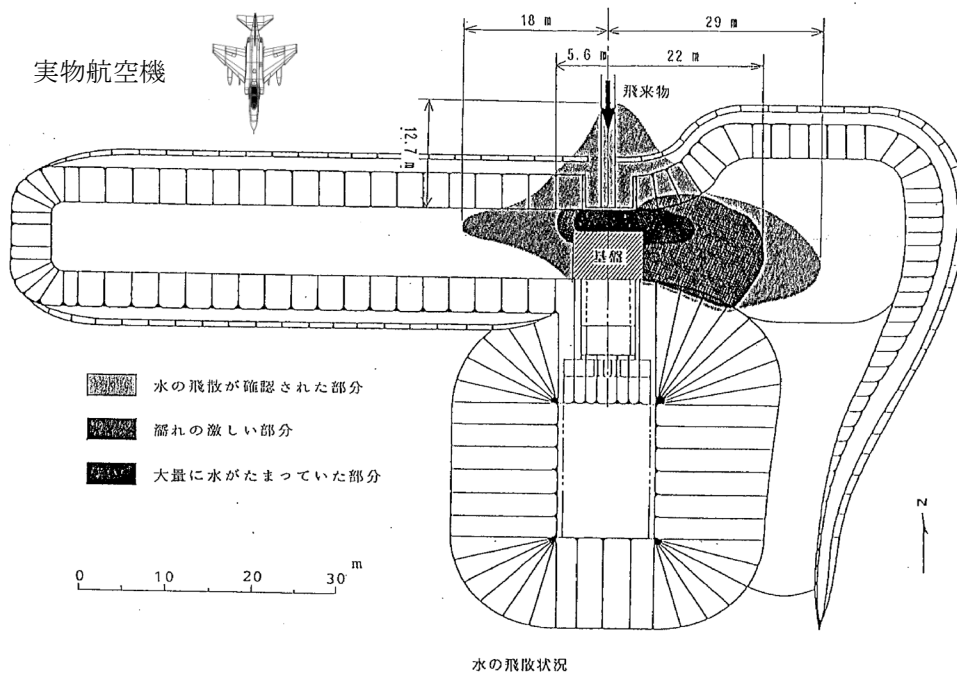 18 m
29 m
実物航空機
5.6 m
22 m
飛来物
12.7 m
基盤
水の飛散が確認された部分
濡れの激しい部分
大量に水がたまっていた部分
N
0
10
20
30
m
水の飛散状況